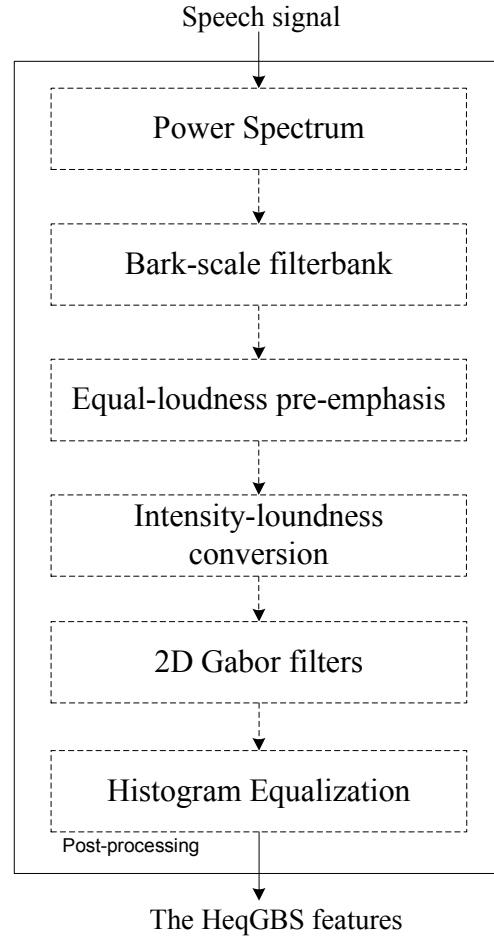 Speech signal
Power Spectrum
Bark-scale filterbank
Equal-loudness pre-emphasis
Intensity-loundness
conversion
2D Gabor filters
Histogram Equalization
Post-processing
The HeqGBS features